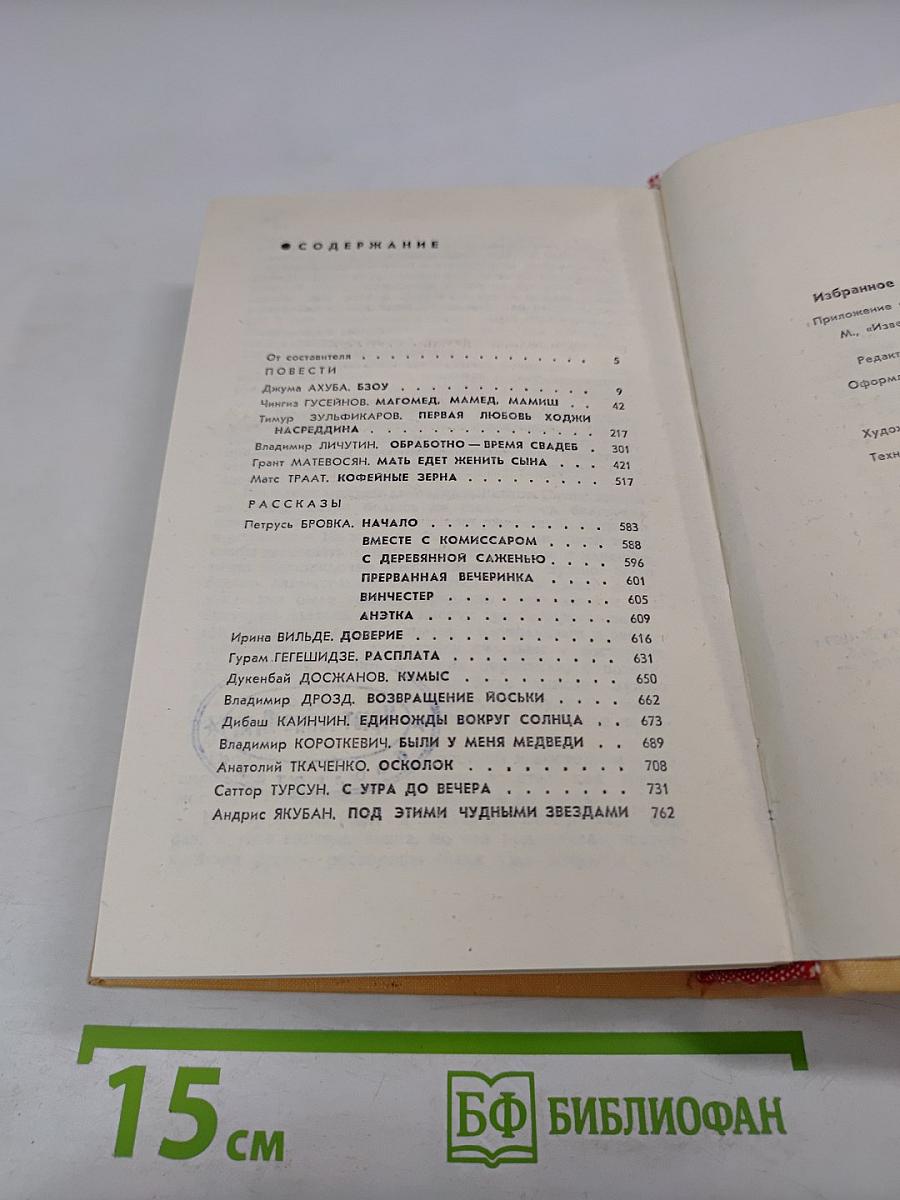 ● СОДЕРЖАНИЕ
От составителя . . . . . . . . . . . . . . . . 5
ПОВЕСТИ
Джума АХУБА. БЗОУ . . . . . . . . . . . . . 9
Чингиз ГУСЕЙНОВ. МАГОМЕД, МАМЕД, МАМИШ . . 42
Тимур ЗУЛЬФИКАРОВ. ПЕРВАЯ ЛЮБОВЬ ХОДЖИ
НАСРЕДДИНА . . . . . . . . . . . . . . . 217
Владимир ЛИЧУТИН. ОБРАБОТНО — ВРЕМЯ СВАДЕБ . 301
Грант МАТЕВОСЯН. МАТЬ ЕДЕТ ЖЕНИТЬ СЫНА . . . 421
Матс ТРААТ. КОФЕЙНЫЕ ЗЕРНА . . . . . . . . . 517
РАССКАЗЫ
Петрусь БРОВКА. НАЧАЛО . . . . . . . . . . . 583
ВМЕСТЕ С КОМИССАРОМ . . . . 588
С ДЕРЕВЯННОЙ САЖЕНЬЮ . . . . 596
ПРЕРВАННАЯ ВЕЧЕРИНКА . . . . 601
ВИНЧЕСТЕР . . . . . . . . . . 605
АНЭТКА . . . . . . . . . . . 609
Ирина ВИЛЬДЕ. ДОВЕРИЕ . . . . . . . . . . . . 616
Гурам ГЕГЕШИДЗЕ. РАСПЛАТА . . . . . . . . . . 631
Дукенбай ДОСЖАНОВ. КУМЫС . . . . . . . . . . 650
Владимир ДРОЗД. ВОЗВРАЩЕНИЕ ЙОСЬКИ . . . . 662
Дибаш КАИНЧИН. ЕДИНОЖДЫ ВОКРУГ СОЛНЦА . . 673
Владимир КОРОТКЕВИЧ. БЫЛИ У МЕНЯ МЕДВЕДИ . . 689
Анатолий ТКАЧЕНКО. ОСКОЛОК . . . . . . . . . 708
Саттор ТУРСУН. С УТРА ДО ВЕЧЕРА . . . . . . . 731
Андрис ЯКУБАН. ПОД ЭТИМИ ЧУДНЫМИ ЗВЕЗДАМИ 762
Избранное
Приложение
М., «Изве
Редакт
Оформл
Худож
Техн
15 см
БФ БИБЛИОФАН